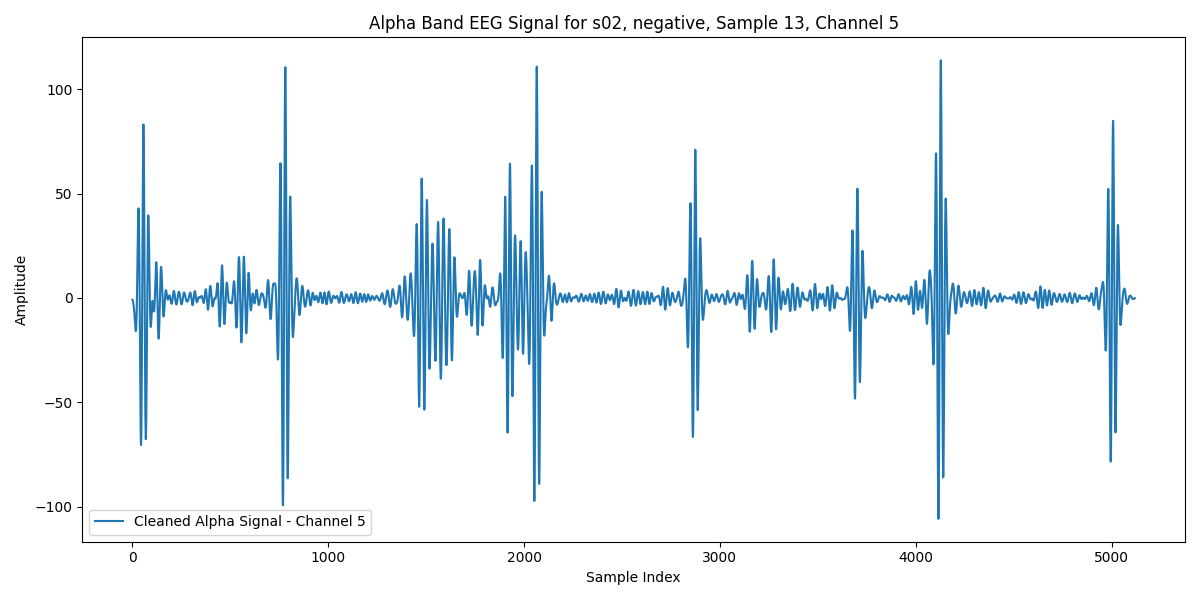 Alpha Band EEG Signal for s02, negative, Sample 13, Channel 5
Amplitude
100
50
0
−50
−100
Cleaned Alpha Signal - Channel 5
0 1000 2000 3000 4000 5000
Sample Index